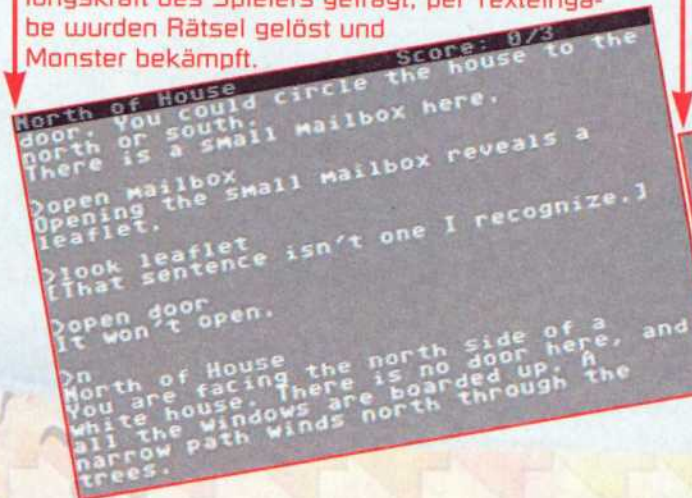 lungskraft des Spielers gefragt, per Texteinga-
be wurden Rätsel gelöst und
Monster bekämpft.
North of House Score: 0/3
door. You could circle the house to the
north or south.
There is a small mailbox here.
>open mailbox
Opening the small mailbox reveals a
leaflet.
>look leaflet
[That sentence isn't one I recognize.]
>open door
It won't open.
>n
North of House
You are facing the north side of a
white house. There is no door here, and
all the windows are boarded up. A
narrow path winds north through the
trees.